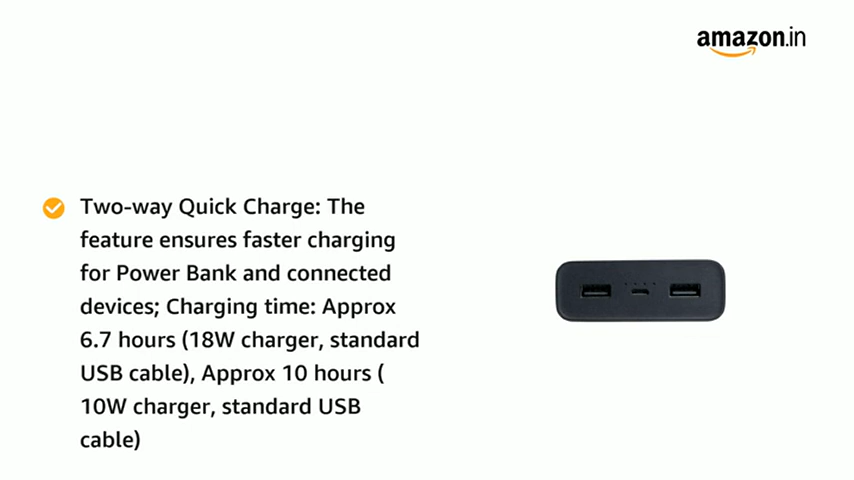 amazon.in
Two-way Quick Charge: The
feature ensures faster charging
for Power Bank and connected
devices; Charging time: Approx
6.7 hours (18W charger, standard
USB cable), Approx 10 hours (
10W charger, standard USB
cable)